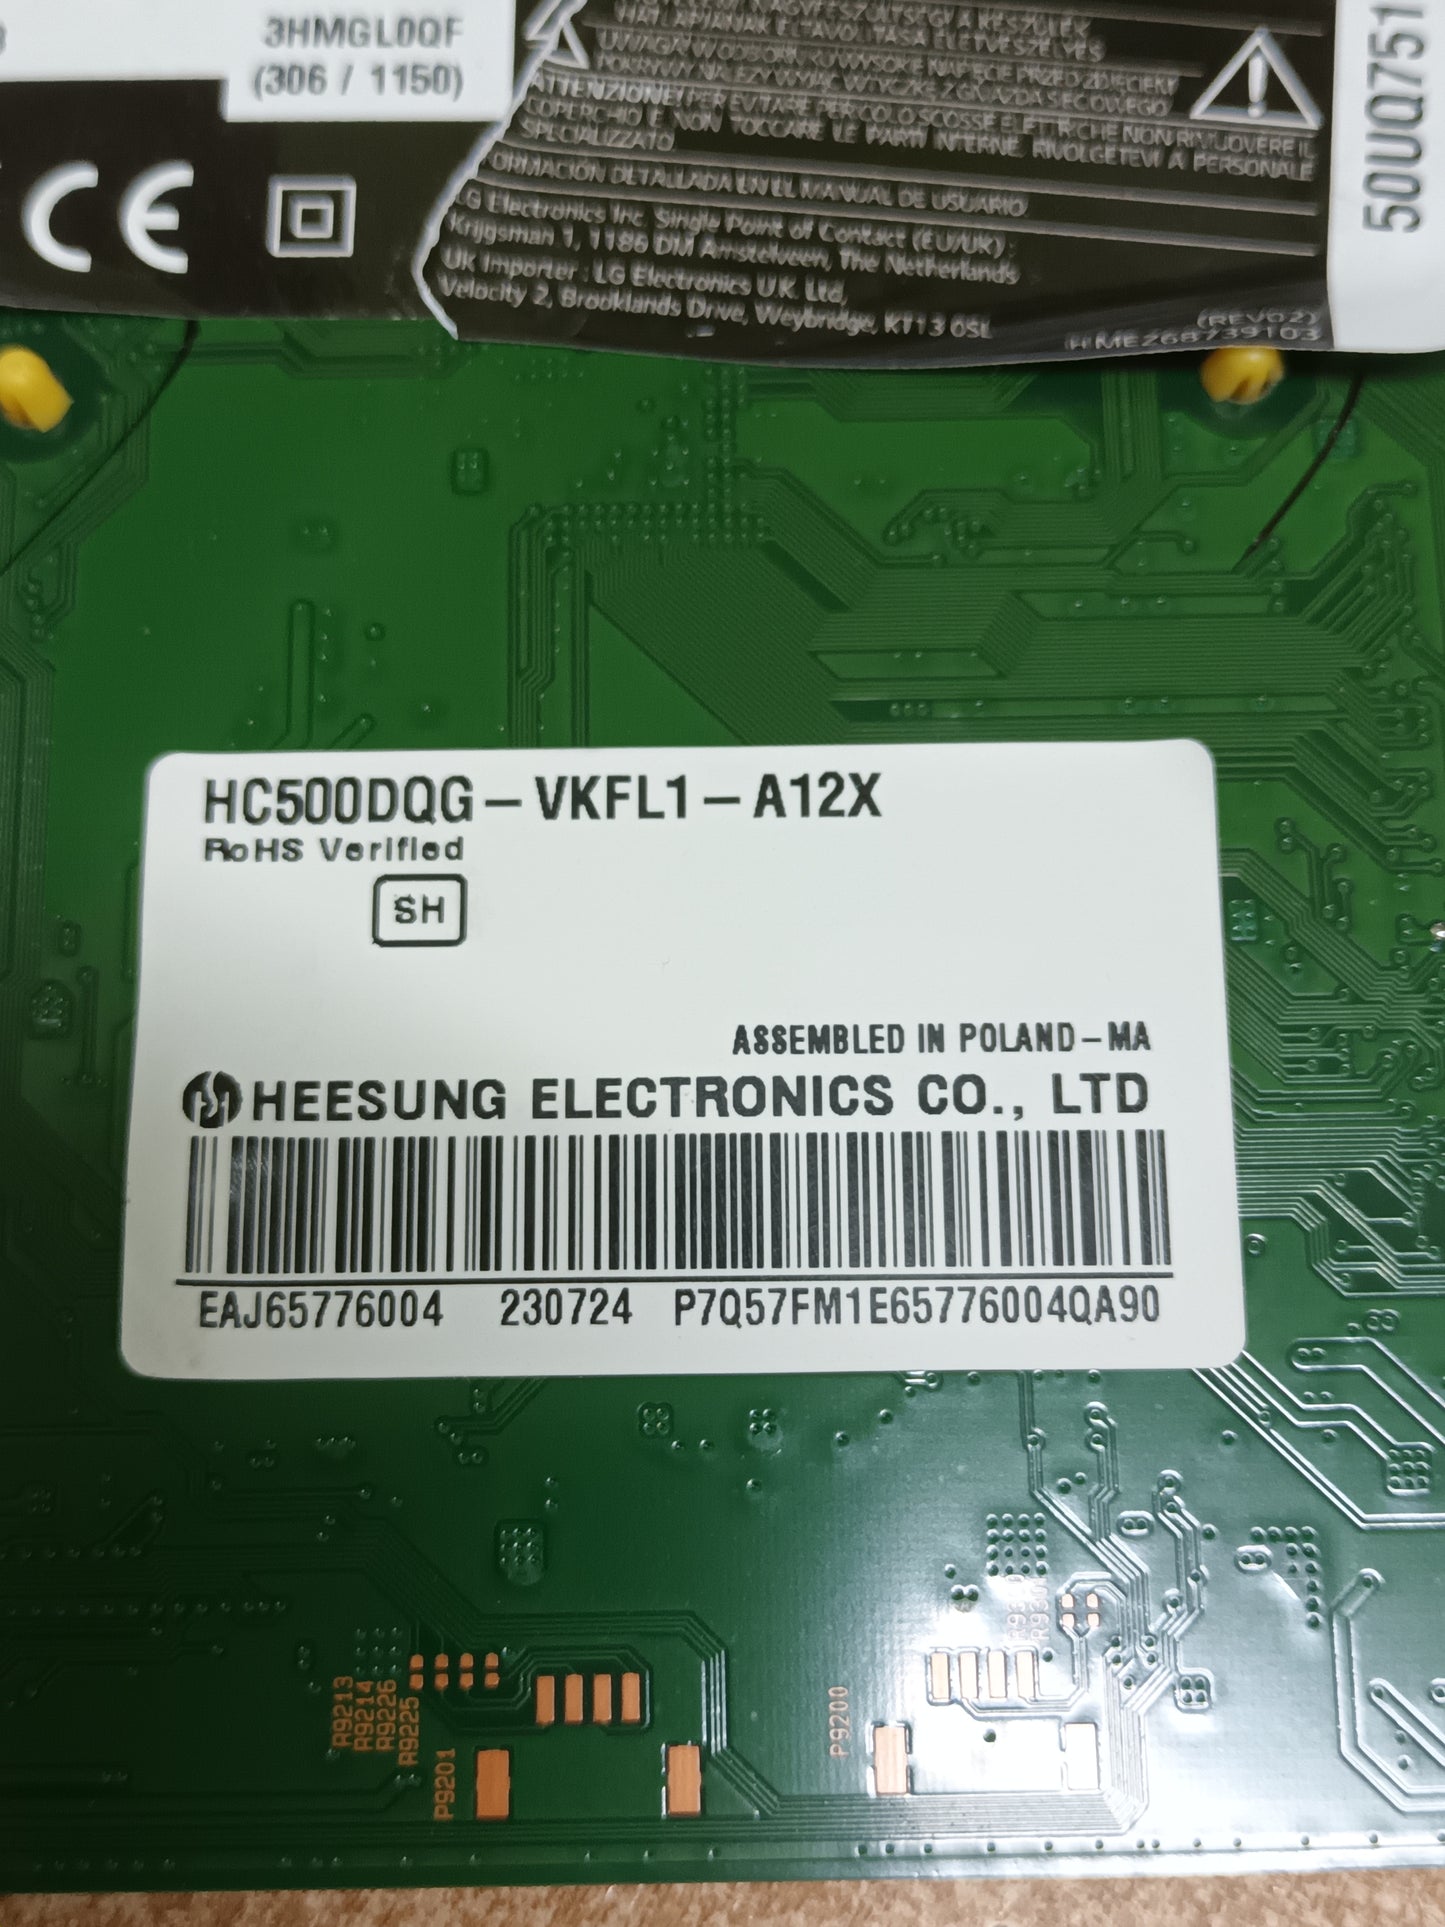 3HMGL0QF
(306 / 1150)
CE
50UQ751
UWAGA!
ATTENZIONE: PER EVITARE PERICOLO SCOSSE ELETTRICHE NON RIMUOVERE IL
COPERCHIO E NON TOCCARE LE PARTI INTERNE. RIVOLGETEVI A PERSONALE
SPECIALIZZATO
FORMACIÓN DETALLADA EN EL MANUAL DE USUARIO.
LG Electronics Inc. Single Point of Contact (EU/UK) :
Krijgsman 1, 1186 DM Amstelveen, The Netherlands
UK Importer : LG Electronics U.K. Ltd,
Velocity 2, Brooklands Drive, Weybridge, KT13 0SL
(REV02)
HMEZ68739103
HC500DQG-VKFL1-A12X
RoHS Verified
SH
ASSEMBLED IN POLAND-MA
HEESUNG ELECTRONICS CO., LTD
EAJ65776004 230724 P7Q57FM1E65776004QA90
R9213
R9214
R9226
R9225
P9201
P9200